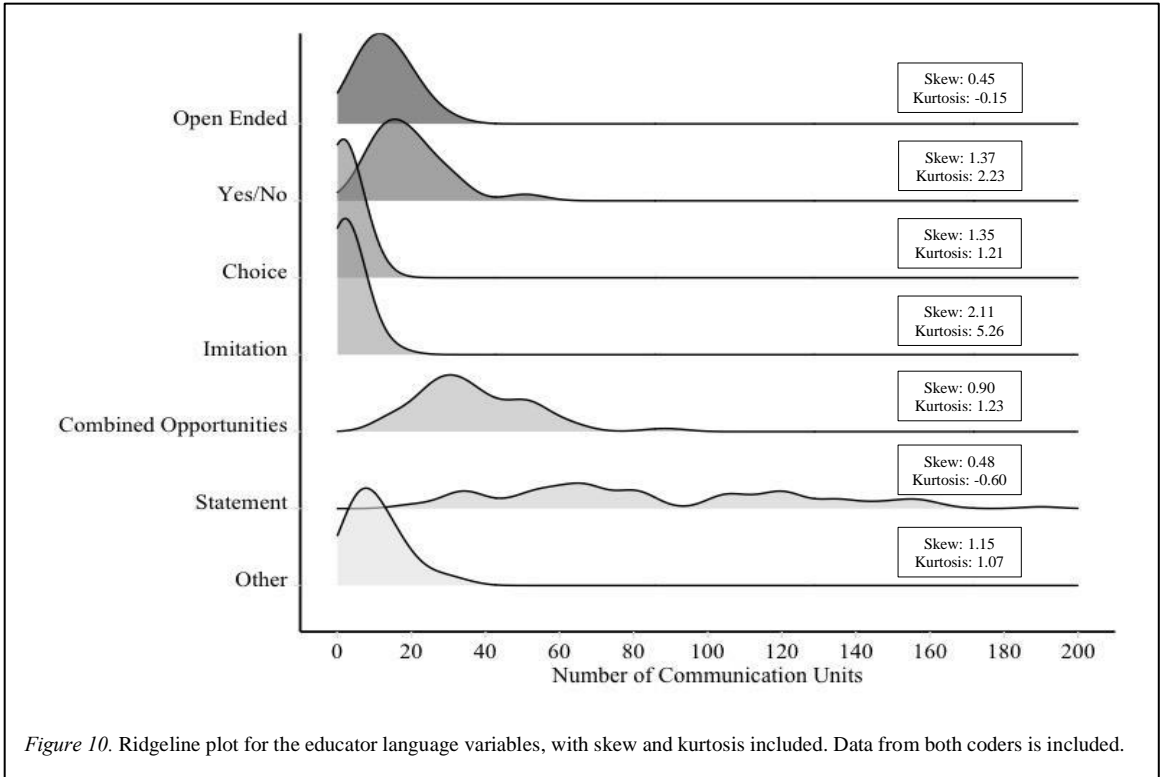 Open Ended
Skew: 0.45
Kurtosis: -0.15
Yes/No
Skew: 1.37
Kurtosis: 2.23
Choice
Skew: 1.35
Kurtosis: 1.21
Imitation
Skew: 2.11
Kurtosis: 5.26
Combined Opportunities
Skew: 0.90
Kurtosis: 1.23
Statement
Skew: 0.48
Kurtosis: -0.60
Other
Skew: 1.15
Kurtosis: 1.07
0 20 40 60 80 100 120 140 160 180 200
Number of Communication Units
Figure 10. Ridgeline plot for the educator language variables, with skew and kurtosis included. Data from both coders is included.